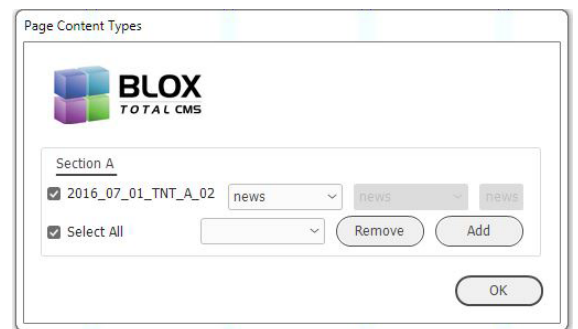 Page Content Types
BLOX
TOTAL CMS
Section A
2016_07_01_TNT_A_02 news news news
Select All Remove Add
OK